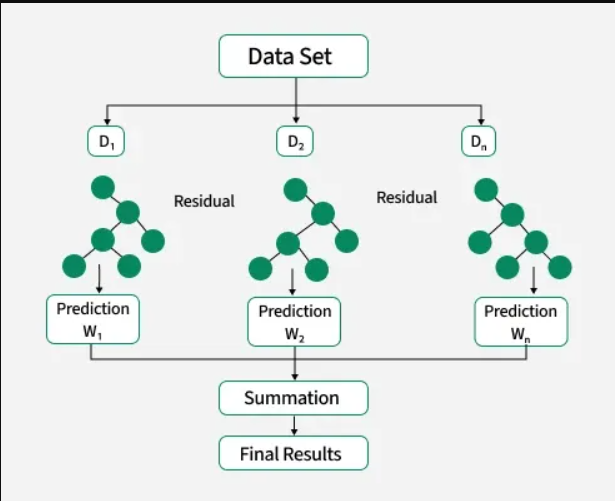 Data Set
D₁
D₂
Dₙ
Residual
Residual
Prediction
W₁
Prediction
W₂
Prediction
Wₙ
Summation
Final Results